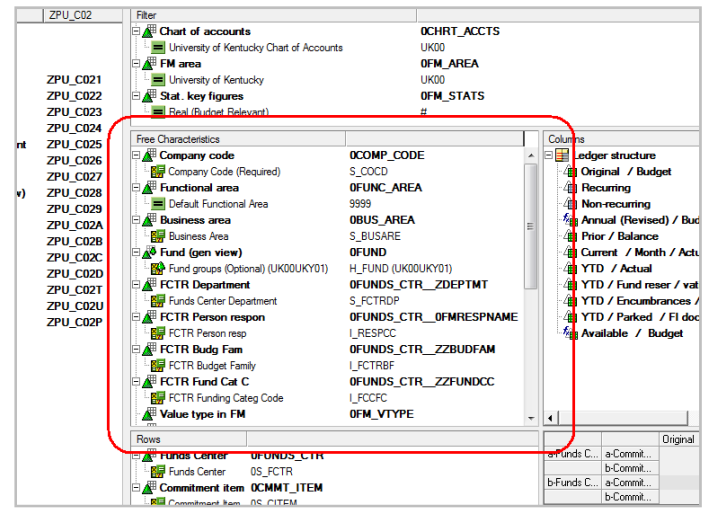 ZPU_C02
ZPU_C021
ZPU_C022
ZPU_C023
ZPU_C024
nt ZPU_C025
ZPU_C026
ZPU_C027
v) ZPU_C028
ZPU_C029
ZPU_C02A
ZPU_C02B
ZPU_C02C
ZPU_C02D
ZPU_C02T
ZPU_C02U
ZPU_C02P
Filter
Chart of accounts 0CHRT_ACCTS
University of Kentucky Chart of Accounts UK00
FM area 0FM_AREA
University of Kentucky UK00
Stat. key figures 0FM_STATS
Real (Budget Relevant) #
Free Characteristics
Company code 0COMP_CODE
Company Code (Required) S_COCD
Functional area 0FUNC_AREA
Default Functional Area 9999
Business area 0BUS_AREA
Business Area S_BUSARE
Fund (gen view) 0FUND
Fund groups (Optional) (UK00UKY01) H_FUND (UK00UKY01)
FCTR Department 0FUNDS_CTR__ZDEPTMT
Funds Center Department S_FCTRDP
FCTR Person respon 0FUNDS_CTR__0FMRESPNAME
FCTR Person resp I_RESPCC
FCTR Budg Fam 0FUNDS_CTR__ZZBUDFAM
FCTR Budget Family I_FCTRBF
FCTR Fund Cat C 0FUNDS_CTR__ZZFUNDCC
FCTR Funding Categ Code I_FCCFC
Value type in FM 0FM_VTYPE
Columns
Ledger structure
Original / Budget
Recurring
Non-recurring
Annual (Revised) / Bud
Prior / Balance
Current / Month / Actu
YTD / Actual
YTD / Fund reser / vat
YTD / Encumbrances /
YTD / Parked / FI doc
Available / Budget
Rows
Funds Center 0FUNDS_CTR
Funds Center 0S_FCTR
Commitment item 0CMMT_ITEM
Commitment Item 0S_CITEM
Original
a-Funds C... a-Commit...
b-Commit...
b-Funds C... a-Commit...
b-Commit...